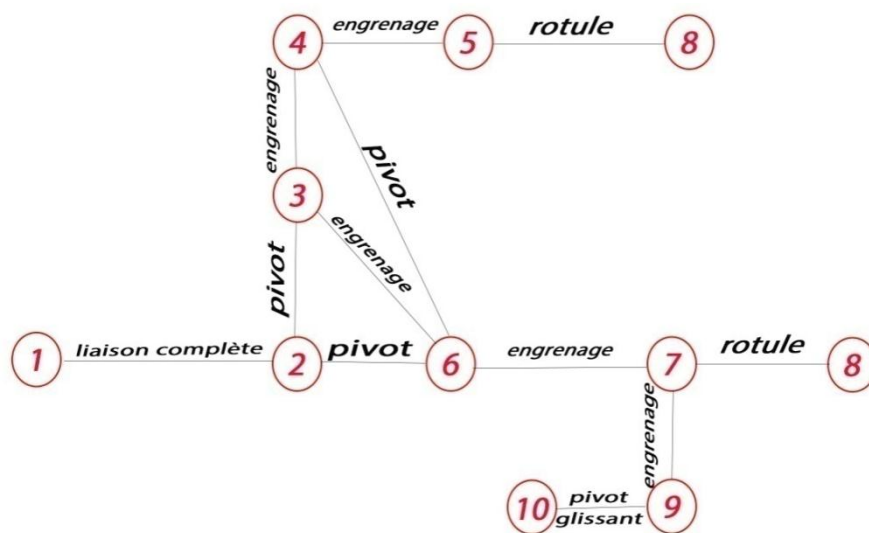 4 engrenage 5 rotule 8
engrenage
pivot
3
engrenage
pivot
1 liaison complète 2 pivot 6 engrenage 7 rotule 8
engrenage
10 pivot glissant 9